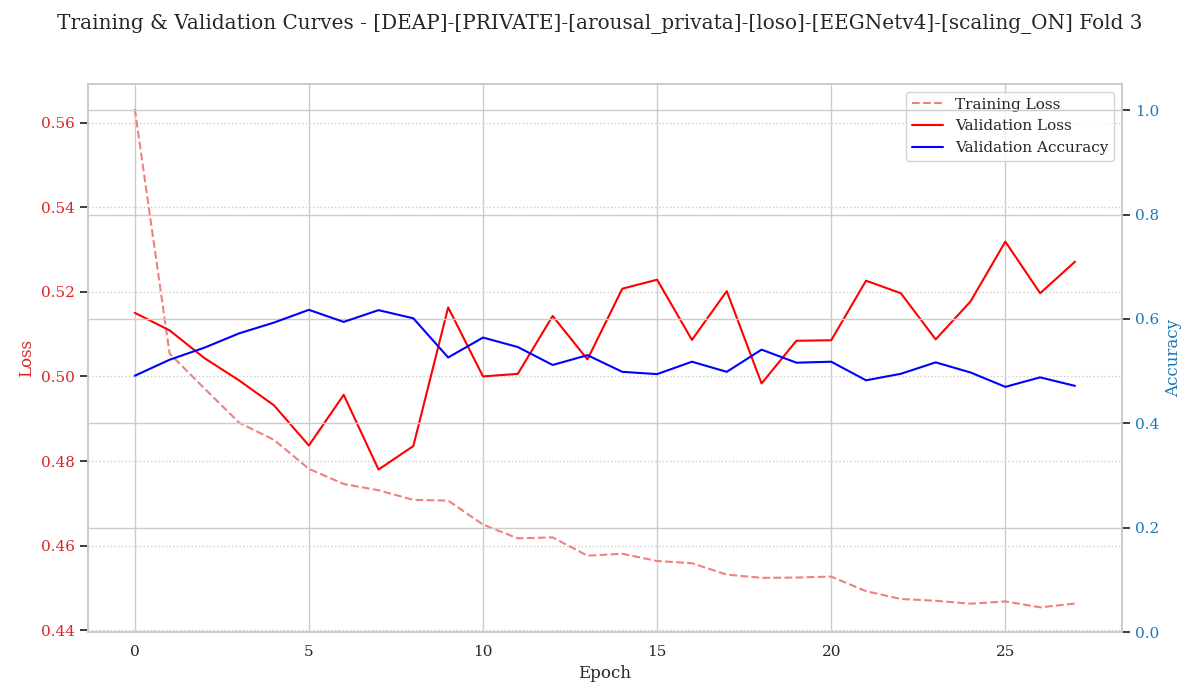 Training & Validation Curves - [DEAP]-[PRIVATE]-[arousal_privata]-[loso]-[EEGNetv4]-[scaling_ON] Fold 3
Training Loss
Validation Loss
Validation Accuracy
Loss
0.56
0.54
0.52
0.50
0.48
0.46
0.44
1.0
0.8
0.6
0.4
0.2
0.0
Accuracy
0 5 10 15 20 25
Epoch